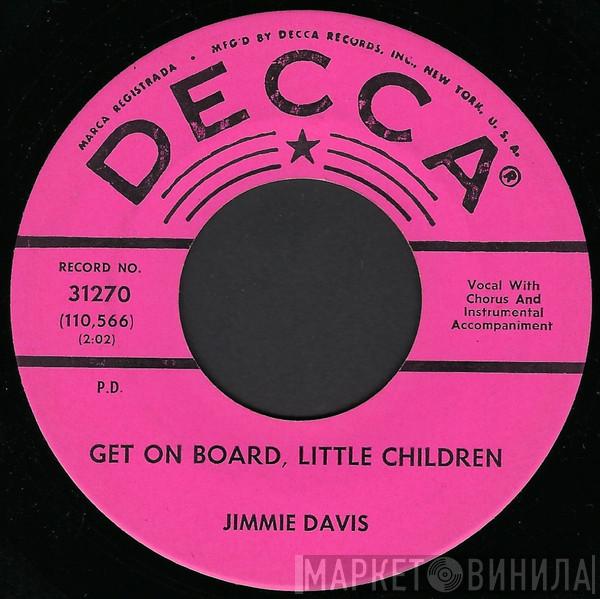 MARCA REGISTRADA • MFG'D BY DECCA RECORDS, INC., NEW YORK, U. S. A.
DECCA®
RECORD NO.
31270
(110,566)
(2:02)
Vocal With
Chorus And
Instrumental
Accompaniment
P.D.
GET ON BOARD, LITTLE CHILDREN
JIMMIE DAVIS
МАРКЕТ ВИНИЛА